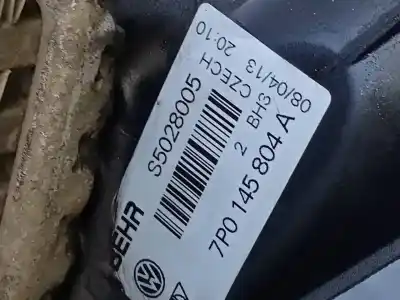 08/04/13 20:10
2 BHS CZECH
S5028005
7P0 145 804 A
BEHR